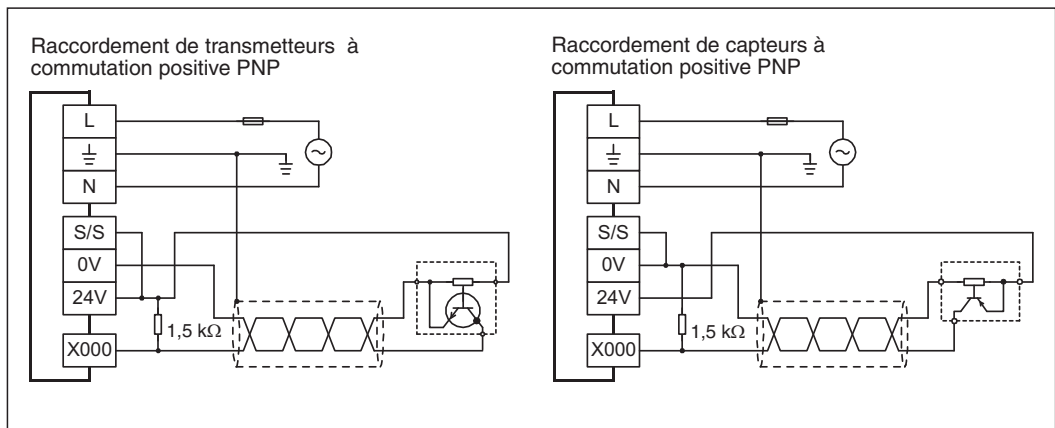 Raccordement de transmetteurs à
commutation positive PNP
L
N
S/S
0V
24V
X000
1,5 kΩ
Raccordement de capteurs à
commutation positive PNP
L
N
S/S
0V
24V
X000
1,5 kΩ